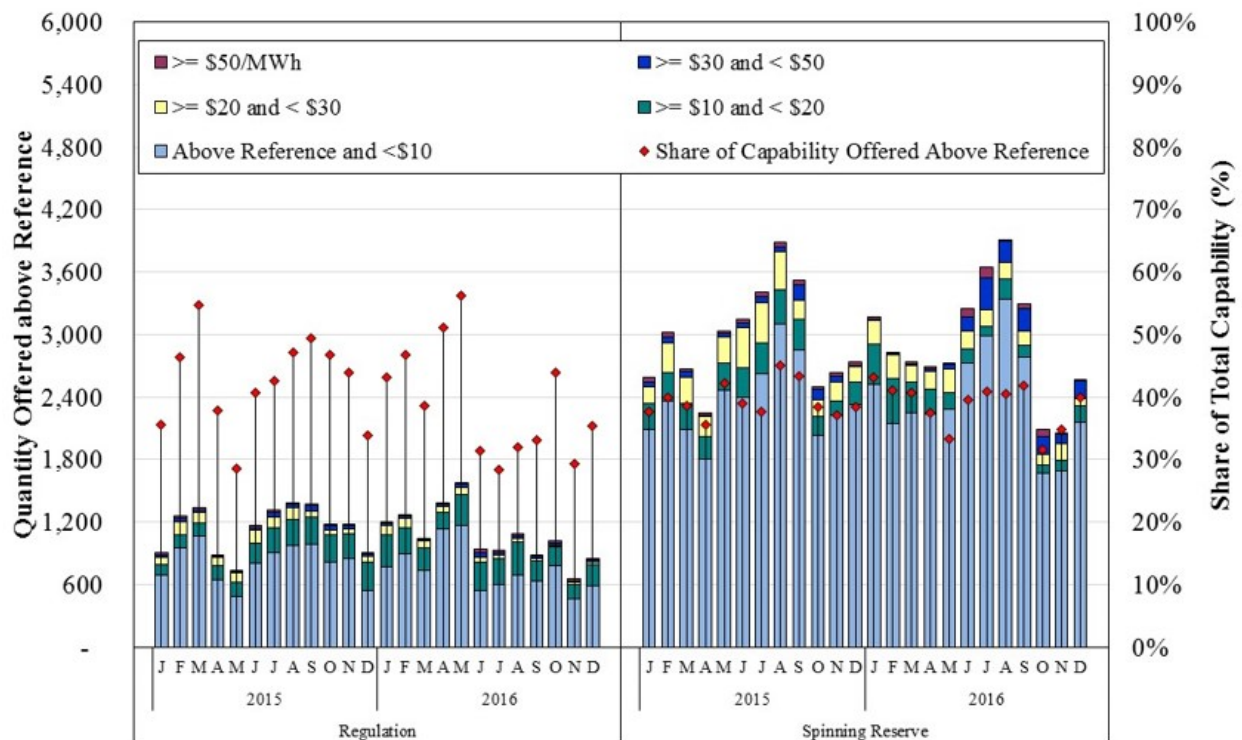 6,000
5,400
4,800
4,200
3,600
3,000
2,400
1,800
1,200
600
-
Quantity Offered above Reference
>= $50/MWh
>= $30 and < $50
>= $20 and < $30
>= $10 and < $20
Above Reference and <$10
Share of Capability Offered Above Reference
100%
90%
80%
70%
60%
50%
40%
30%
20%
10%
0%
Share of Total Capability (%)
J F M A M J J A S O N D J F M A M J J A S O N D J F M A M J J A S O N D J F M A M J J A S O N D
2015 2016 2015 2016
Regulation Spinning Reserve